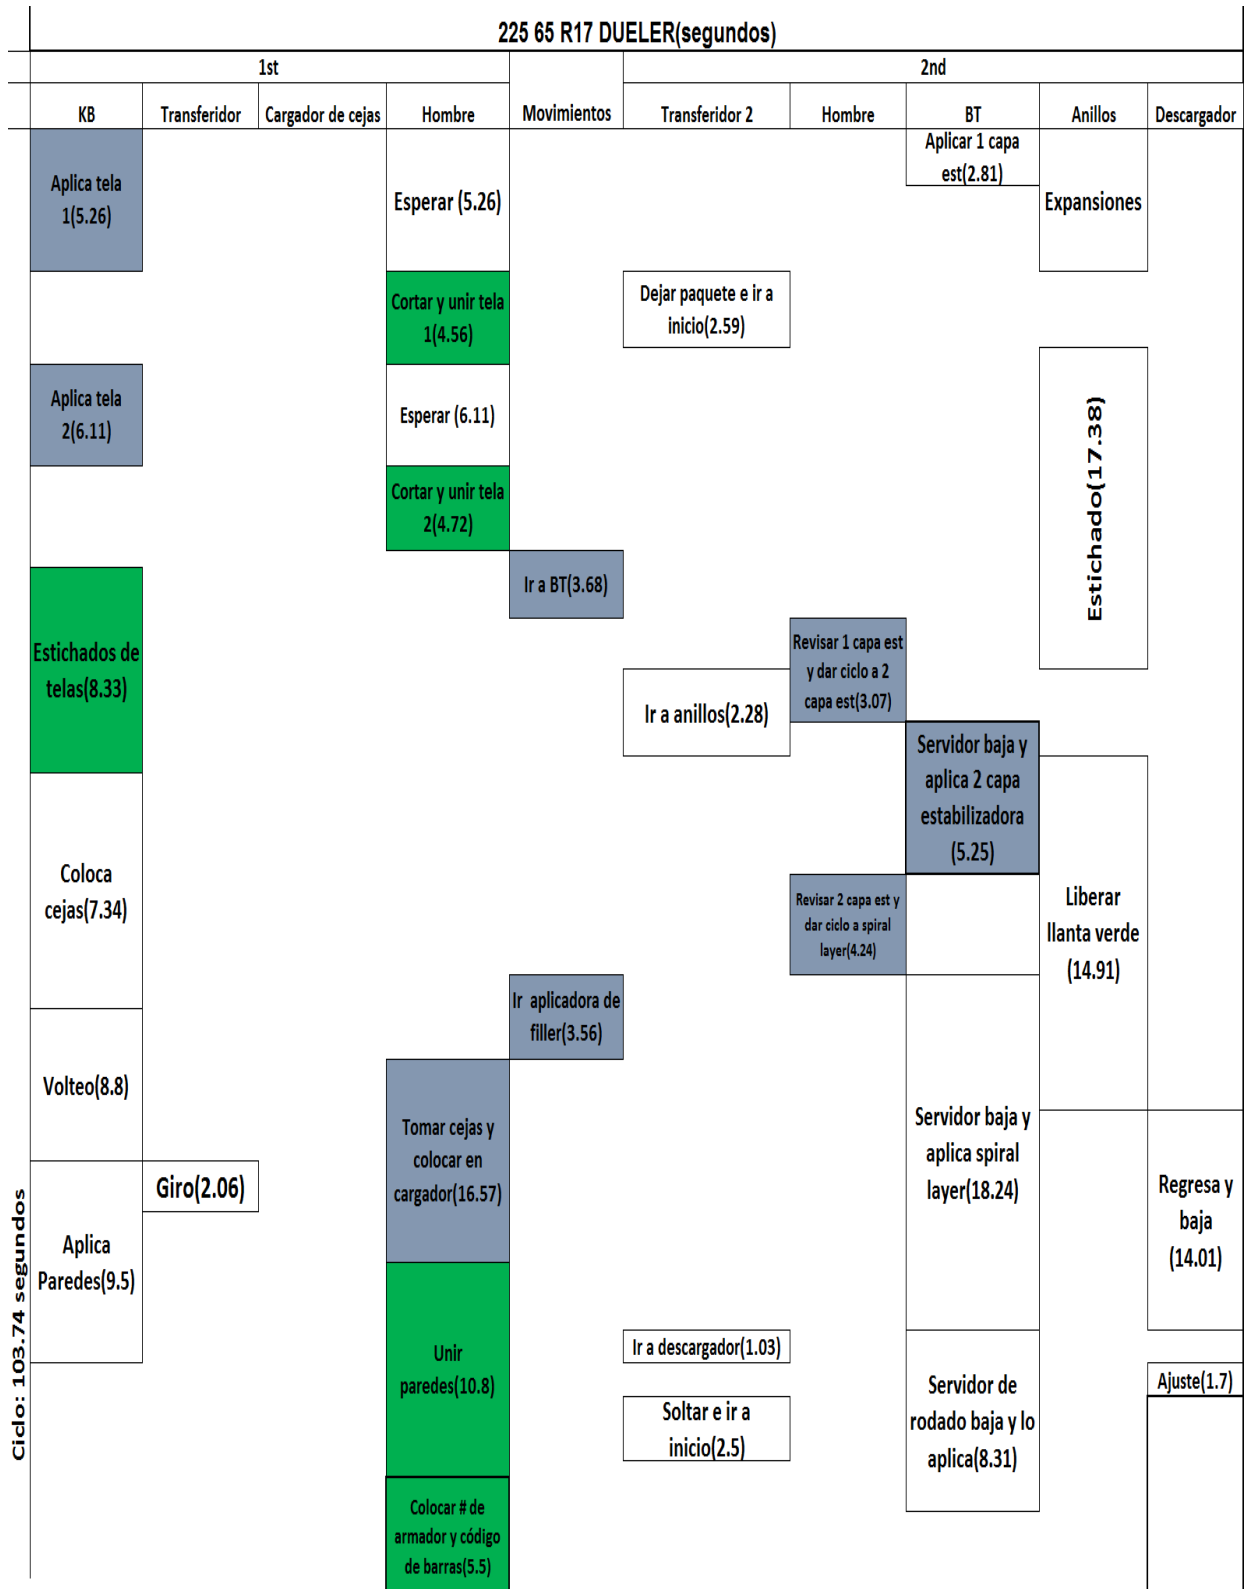 225 65 R17 DUELER(segundos)
1st
2nd
KB
Transferidor
Cargador de cejas
Hombre
Movimientos
Transferidor 2
Hombre
BT
Anillos
Descargador
Aplica tela
1(5.26)
Esperar (5.26)
Aplicar 1 capa
est(2.81)
Expansiones
Cortar y unir tela
1(4.56)
Dejar paquete e ir a
inicio(2.59)
Aplica tela
2(6.11)
Esperar (6.11)
Estichado(17.38)
Cortar y unir tela
2(4.72)
Ir a BT(3.68)
Estichados de
telas(8.33)
Revisar 1 capa est
y dar ciclo a 2
capa est(3.07)
Ir a anillos(2.28)
Servidor baja y
aplica 2 capa
estabilizadora
(5.25)
Coloca
cejas(7.34)
Revisar 2 capa est y
dar ciclo a spiral
layer(4.24)
Liberar
llanta verde
(14.91)
Ir aplicadora de
filler(3.56)
Volteo(8.8)
Tomar cejas y
colocar en
cargador(16.57)
Servidor baja y
aplica spiral
layer(18.24)
Giro(2.06)
Regresa y
baja
(14.01)
Aplica
Paredes(9.5)
Ciclo: 103.74 segundos
Unir
paredes(10.8)
Ir a descargador(1.03)
Servidor de
rodado baja y lo
aplica(8.31)
Ajuste(1.7)
Soltar e ir a
inicio(2.5)
Colocar # de
armador y código
de barras(5.5)